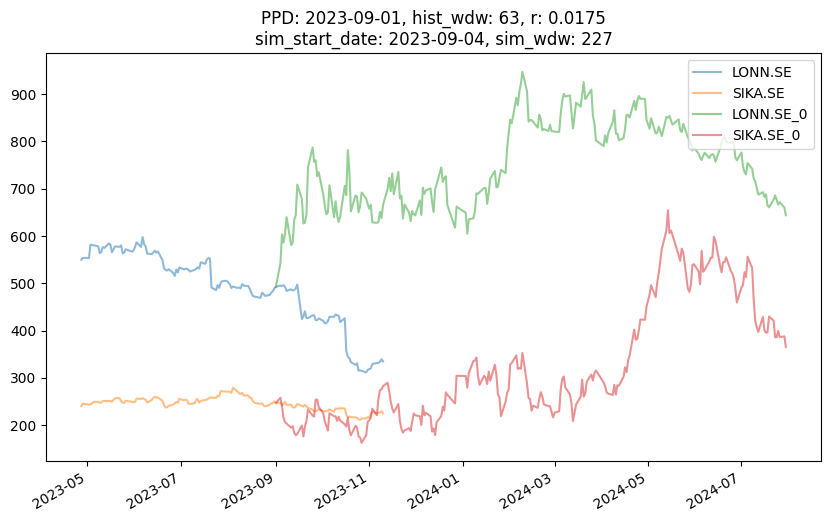 PPD: 2023-09-01, hist_wdw: 63, r: 0.0175
sim_start_date: 2023-09-04, sim_wdw: 227
LONN.SE
SIKA.SE
LONN.SE_0
SIKA.SE_0
900
800
700
600
500
400
300
200
2023-05
2023-07
2023-09
2023-11
2024-01
2024-03
2024-05
2024-07